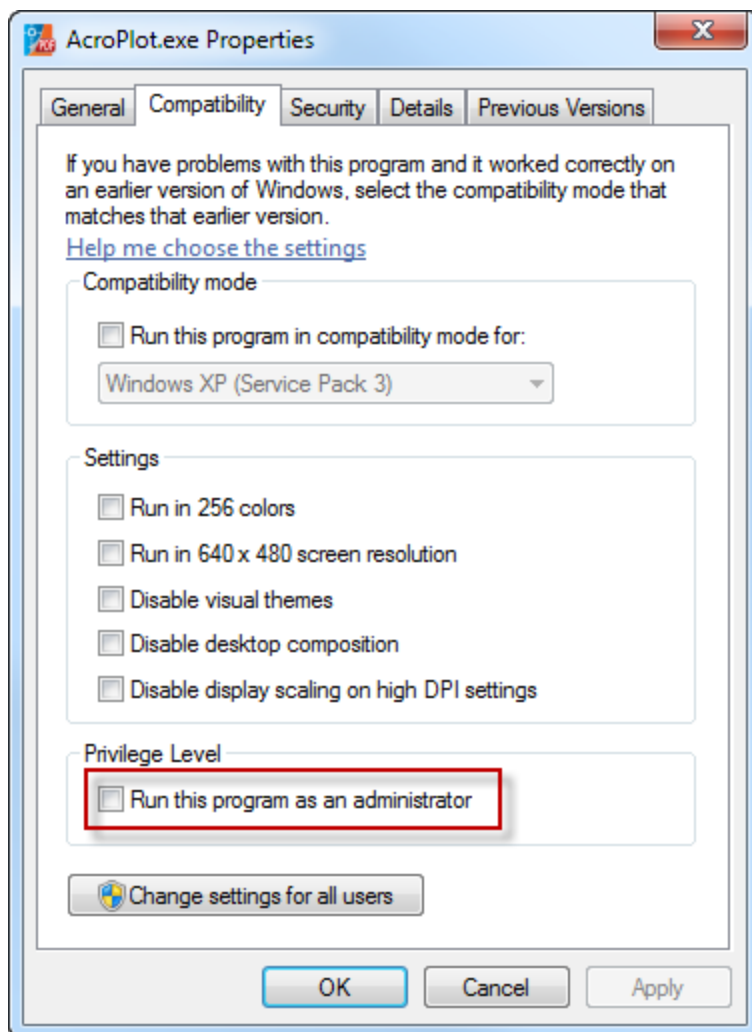 AcroPlot.exe Properties
General Compatibility Security Details Previous Versions
If you have problems with this program and it worked correctly on
an earlier version of Windows, select the compatibility mode that
matches that earlier version.
Help me choose the settings
Compatibility mode
Run this program in compatibility mode for:
Windows XP (Service Pack 3)
Settings
Run in 256 colors
Run in 640 x 480 screen resolution
Disable visual themes
Disable desktop composition
Disable display scaling on high DPI settings
Privilege Level
Run this program as an administrator
Change settings for all users
OK Cancel Apply